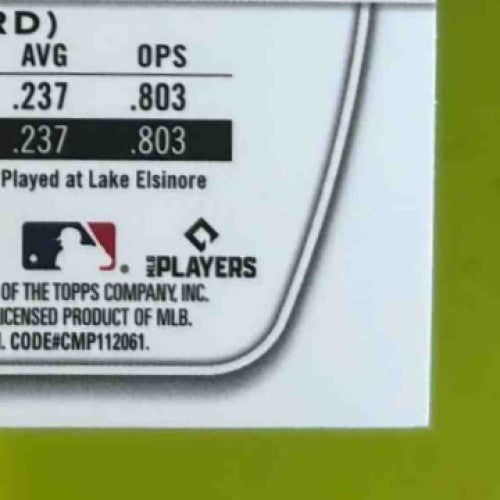 RD)
AVG OPS
.237 .803
.237 .803
Played at Lake Elsinore
MLB PLAYERS
OF THE TOPPS COMPANY, INC.
ICENSED PRODUCT OF MLB.
. CODE#CMP112061.